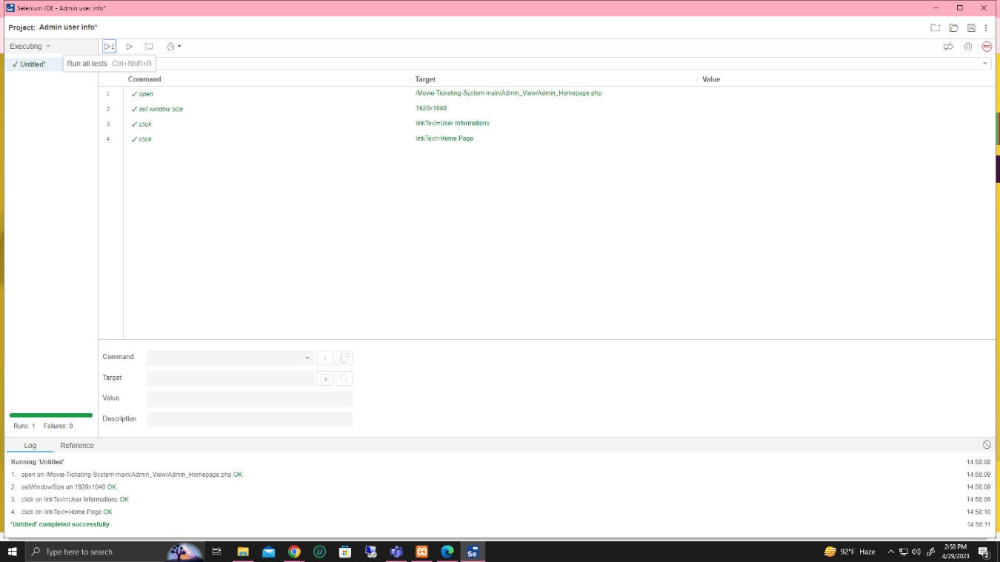 Selenium IDE - Admin user info*
Project: Admin user info*
Executing
✓ Untitled*
Run all tests Ctrl+Shift+R
REC
Command Target Value
1 ✓ open /Movie-Ticketing-System-main/Admin_View/Admin_Homepage.php
2 ✓ set window size 1920x1040
3 ✓ click linkText=User Informations
4 ✓ click linkText=Home Page
Command //
Target
Value
Description
Runs: 1 Failures: 0
Log Reference
Running 'Untitled' 14:58:08
1. open on /Movie-Ticketing-System-main/Admin_View/Admin_Homepage.php OK 14:58:09
2. setWindowSize on 1920x1040 OK 14:58:09
3. click on linkText=User Informations OK 14:58:09
4. click on linkText=Home Page OK 14:58:10
'Untitled' completed successfully 14:58:11
Type here to search
92°F Haze
2:58 PM
4/29/2023
2